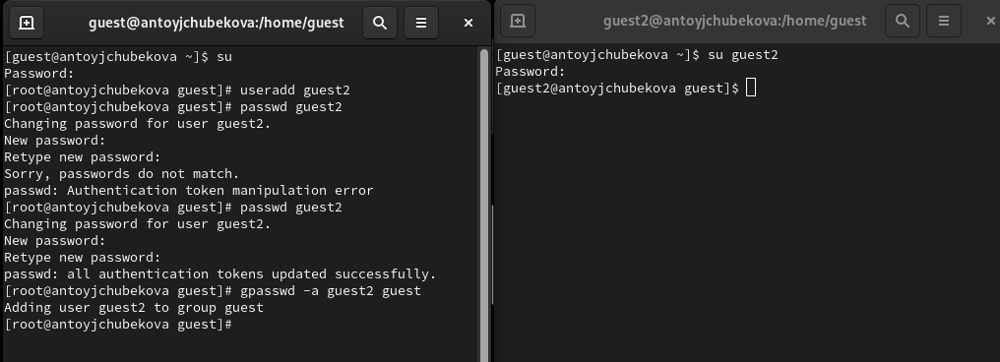 guest@antoyjchubekova:/home/guest
[guest@antoyjchubekova ~]$ su
Password:
[root@antoyjchubekova guest]# useradd guest2
[root@antoyjchubekova guest]# passwd guest2
Changing password for user guest2.
New password:
Retype new password:
Sorry, passwords do not match.
passwd: Authentication token manipulation error
[root@antoyjchubekova guest]# passwd guest2
Changing password for user guest2.
New password:
Retype new password:
passwd: all authentication tokens updated successfully.
[root@antoyjchubekova guest]# gpasswd -a guest2 guest
Adding user guest2 to group guest
[root@antoyjchubekova guest]#
guest2@antoyjchubekova:/home/guest
[guest@antoyjchubekova ~]$ su guest2
Password:
[guest2@antoyjchubekova guest]$